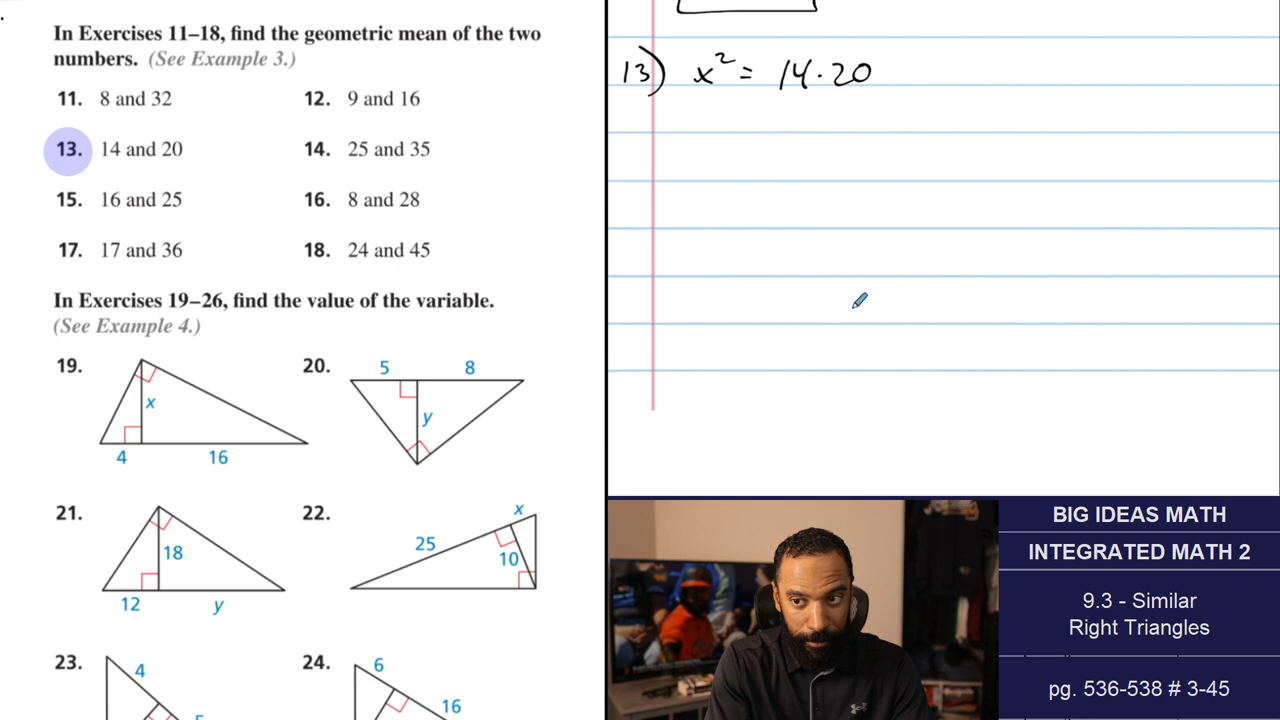 In Exercises 11–18, find the geometric mean of the two
numbers. (See Example 3.)
11. 8 and 32
12. 9 and 16
13. 14 and 20
14. 25 and 35
15. 16 and 25
16. 8 and 28
17. 17 and 36
18. 24 and 45
In Exercises 19–26, find the value of the variable.
(See Example 4.)
19.
x
4
16
20.
5
8
y
21.
18
12
y
22.
x
25
10
23.
4
5
24.
6
16
13) x² = 14·20
BIG IDEAS MATH
INTEGRATED MATH 2
9.3 - Similar
Right Triangles
pg. 536-538 # 3-45